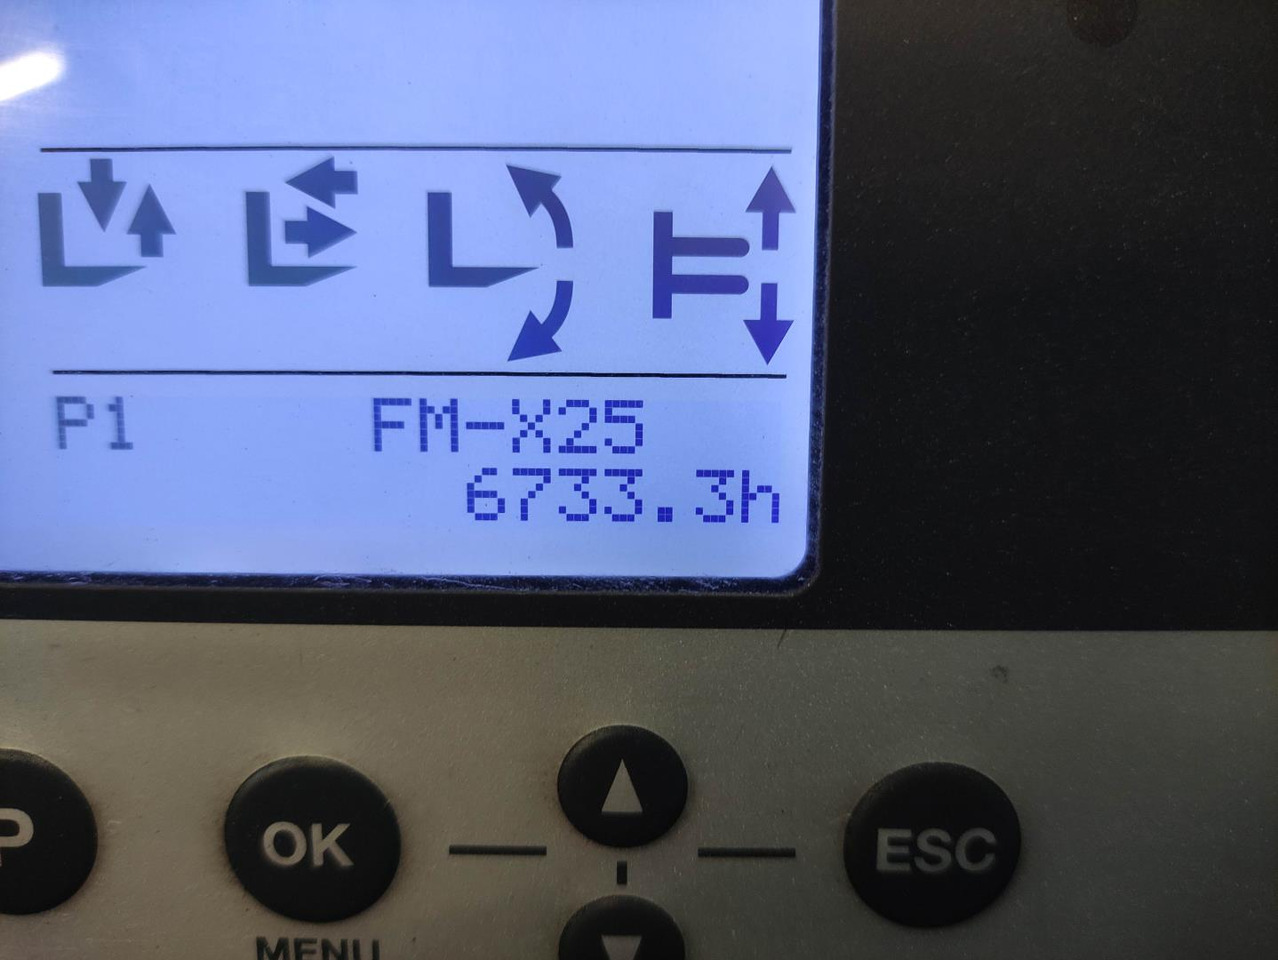 P1 FM-X25
6733.3h
P OK ESC
MENU